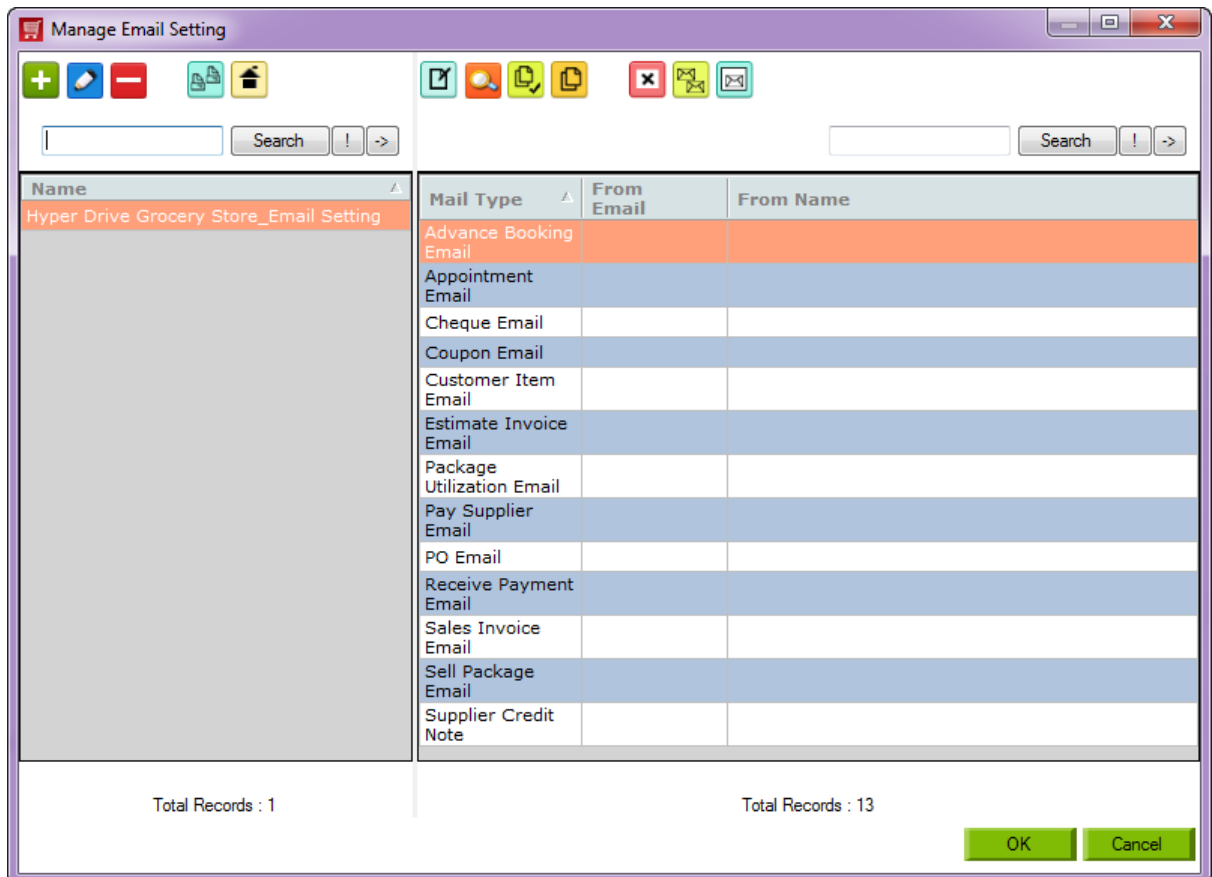 Manage Email Setting
Search ! ->
Search ! ->
Name
Hyper Drive Grocery Store_Email Setting
Mail Type From Email From Name
Advance Booking
Email
Appointment
Email
Cheque Email
Coupon Email
Customer Item
Email
Estimate Invoice
Email
Package
Utilization Email
Pay Supplier
Email
PO Email
Receive Payment
Email
Sales Invoice
Email
Sell Package
Email
Supplier Credit
Note
Total Records : 1
Total Records : 13
OK Cancel